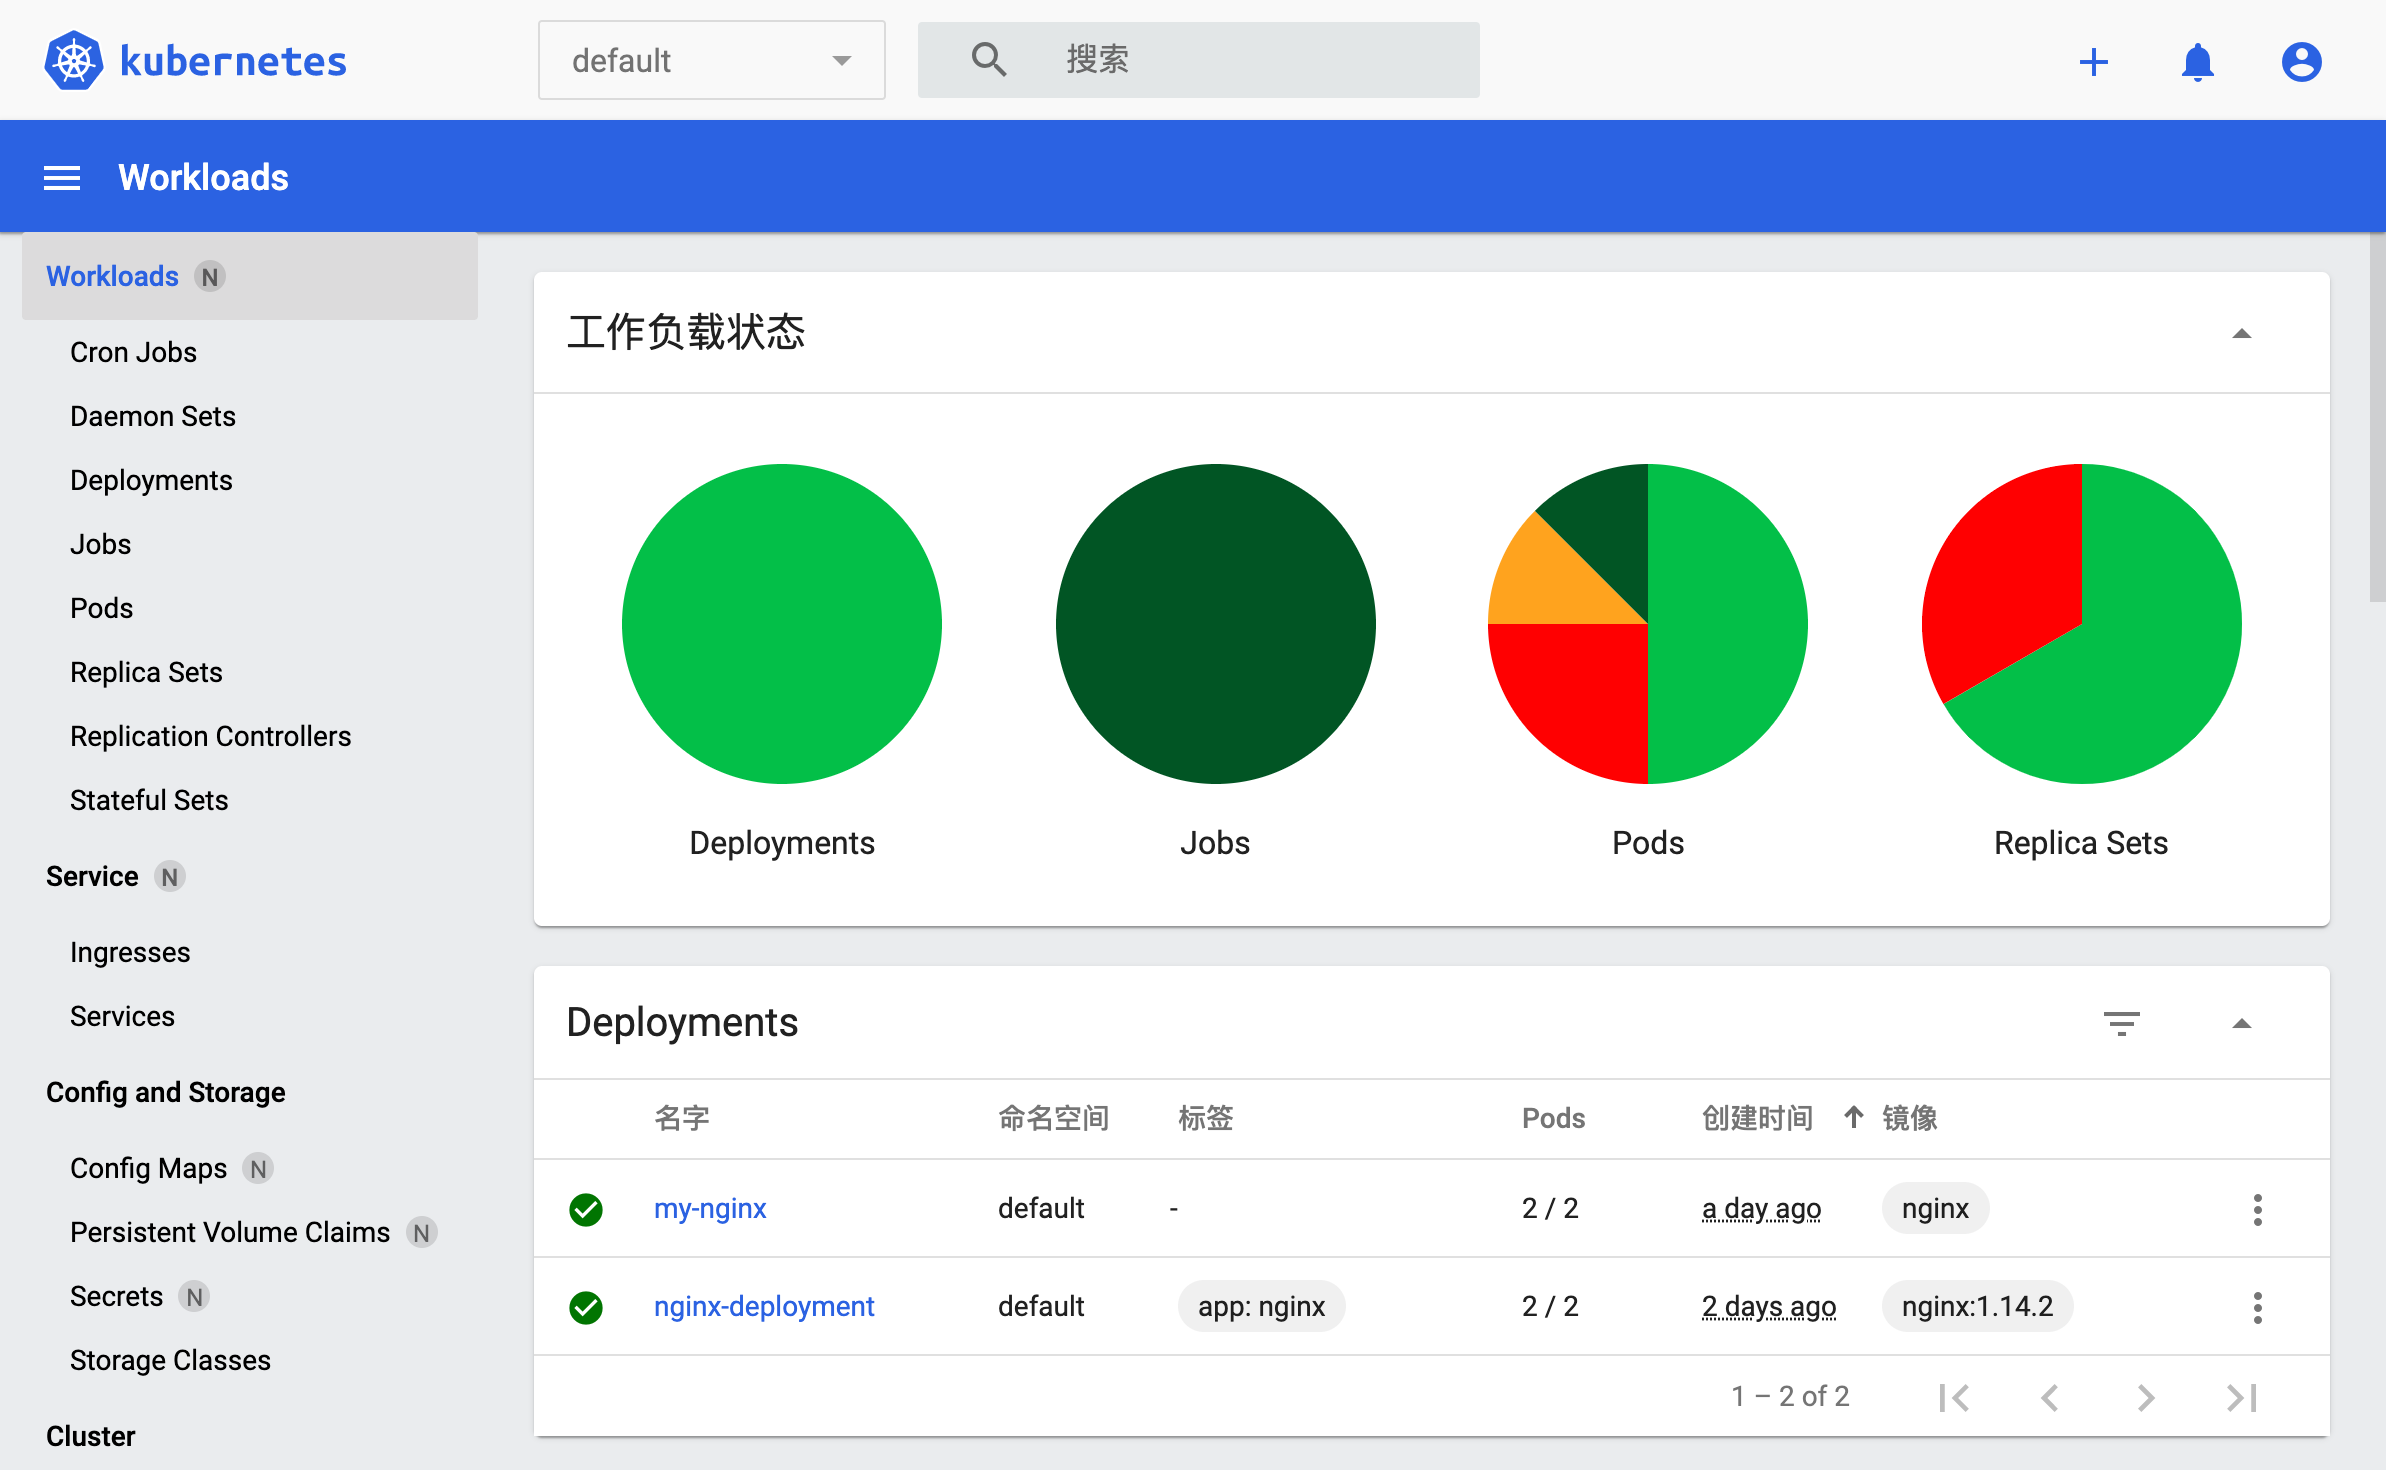 kubernetes
default
搜索
Workloads
Workloads N
Cron Jobs
Daemon Sets
Deployments
Jobs
Pods
Replica Sets
Replication Controllers
Stateful Sets
Service N
Ingresses
Services
Config and Storage
Config Maps N
Persistent Volume Claims N
Secrets N
Storage Classes
Cluster
工作负载状态
Deployments
Jobs
Pods
Replica Sets
Deployments
名字 命名空间 标签 Pods 创建时间 镜像
my-nginx default - 2 / 2 a day ago nginx
nginx-deployment default app: nginx 2 / 2 2 days ago nginx:1.14.2
1 – 2 of 2